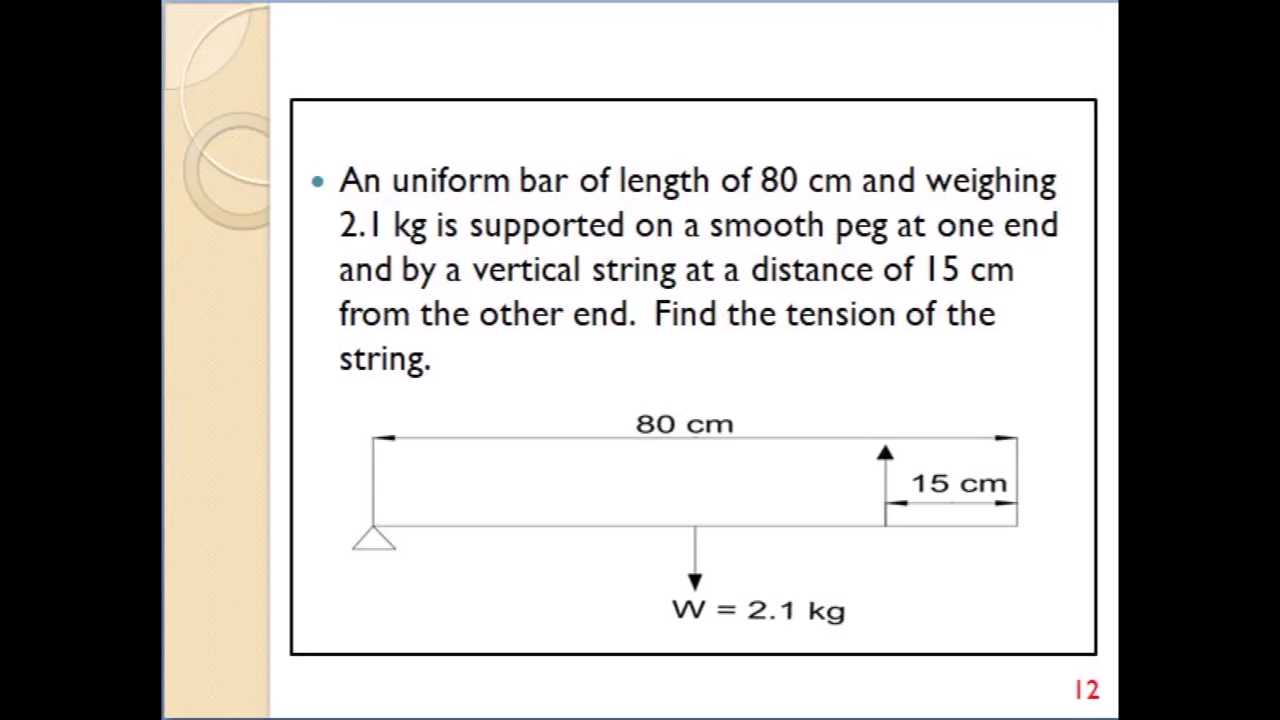 • An uniform bar of length of 80 cm and weighing
2.1 kg is supported on a smooth peg at one end
and by a vertical string at a distance of 15 cm
from the other end. Find the tension of the
string.
80 cm
15 cm
W = 2.1 kg
12